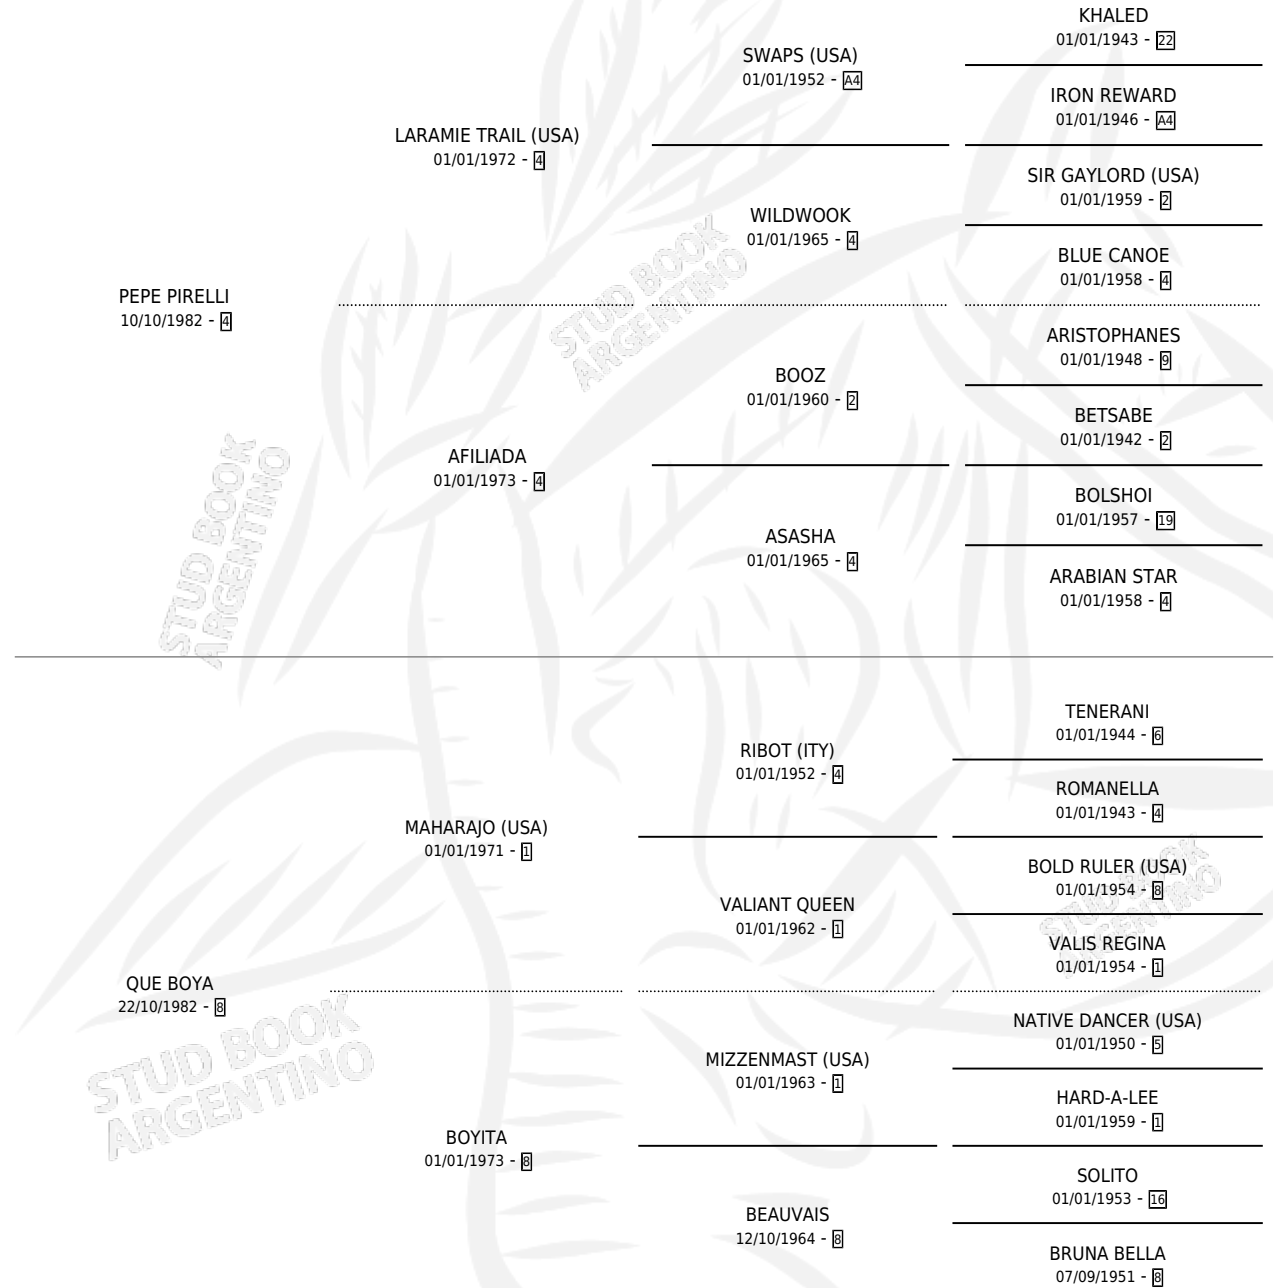 KHALED
01/01/1943 - 22
SWAPS (USA)
01/01/1952 - A4
IRON REWARD
01/01/1946 - A4
LARAMIE TRAIL (USA)
01/01/1972 - 4
SIR GAYLORD (USA)
01/01/1959 - 2
WILDWOOK
01/01/1965 - 4
BLUE CANOE
01/01/1958 - 4
PEPE PIRELLI
10/10/1982 - 4
STUD BOOK
ARGENTINO
ARISTOPHANES
01/01/1948 - 9
BOOZ
01/01/1960 - 2
BETSABE
01/01/1942 - 2
AFILIADA
01/01/1973 - 4
BOLSHOI
01/01/1957 - 19
ASASHA
01/01/1965 - 4
ARABIAN STAR
01/01/1958 - 4
STUD BOOK
ARGENTINO
TENERANI
01/01/1944 - 6
RIBOT (ITY)
01/01/1952 - 4
ROMANELLA
01/01/1943 - 4
MAHARAJO (USA)
01/01/1971 - 1
BOLD RULER (USA)
01/01/1954 - 8
VALIANT QUEEN
01/01/1962 - 1
VALIS REGINA
01/01/1954 - 1
STUD BOOK
ARGENTINO
QUE BOYA
22/10/1982 - 8
NATIVE DANCER (USA)
01/01/1950 - 5
MIZZENMAST (USA)
01/01/1963 - 1
HARD-A-LEE
01/01/1959 - 1
STUD BOOK
ARGENTINO
BOYITA
01/01/1973 - 8
SOLITO
01/01/1953 - 16
BEAUVAIS
12/10/1964 - 8
BRUNA BELLA
07/09/1951 - 8